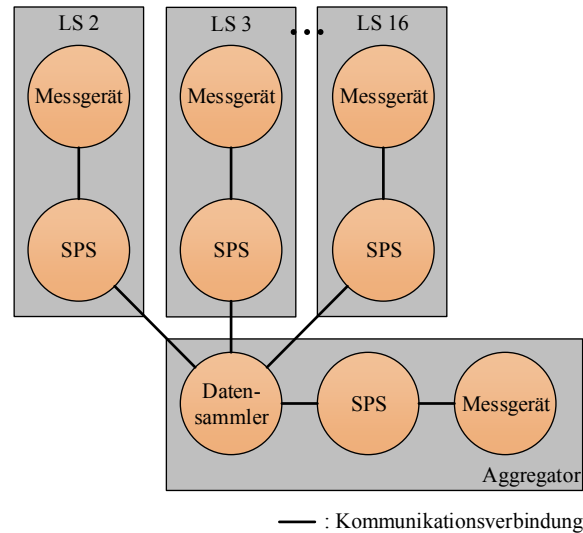 LS 2
LS 3
...
LS 16
Messgerät
Messgerät
Messgerät
SPS
SPS
SPS
Daten-
sammler
SPS
Messgerät
Aggregator
: Kommunikationsverbindung